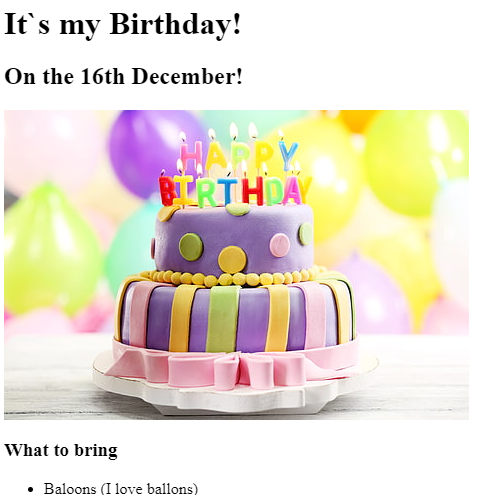 It`s my Birthday!
On the 16th December!
HAPPY
BIRTHDAY
What to bring
Baloons (I love ballons)